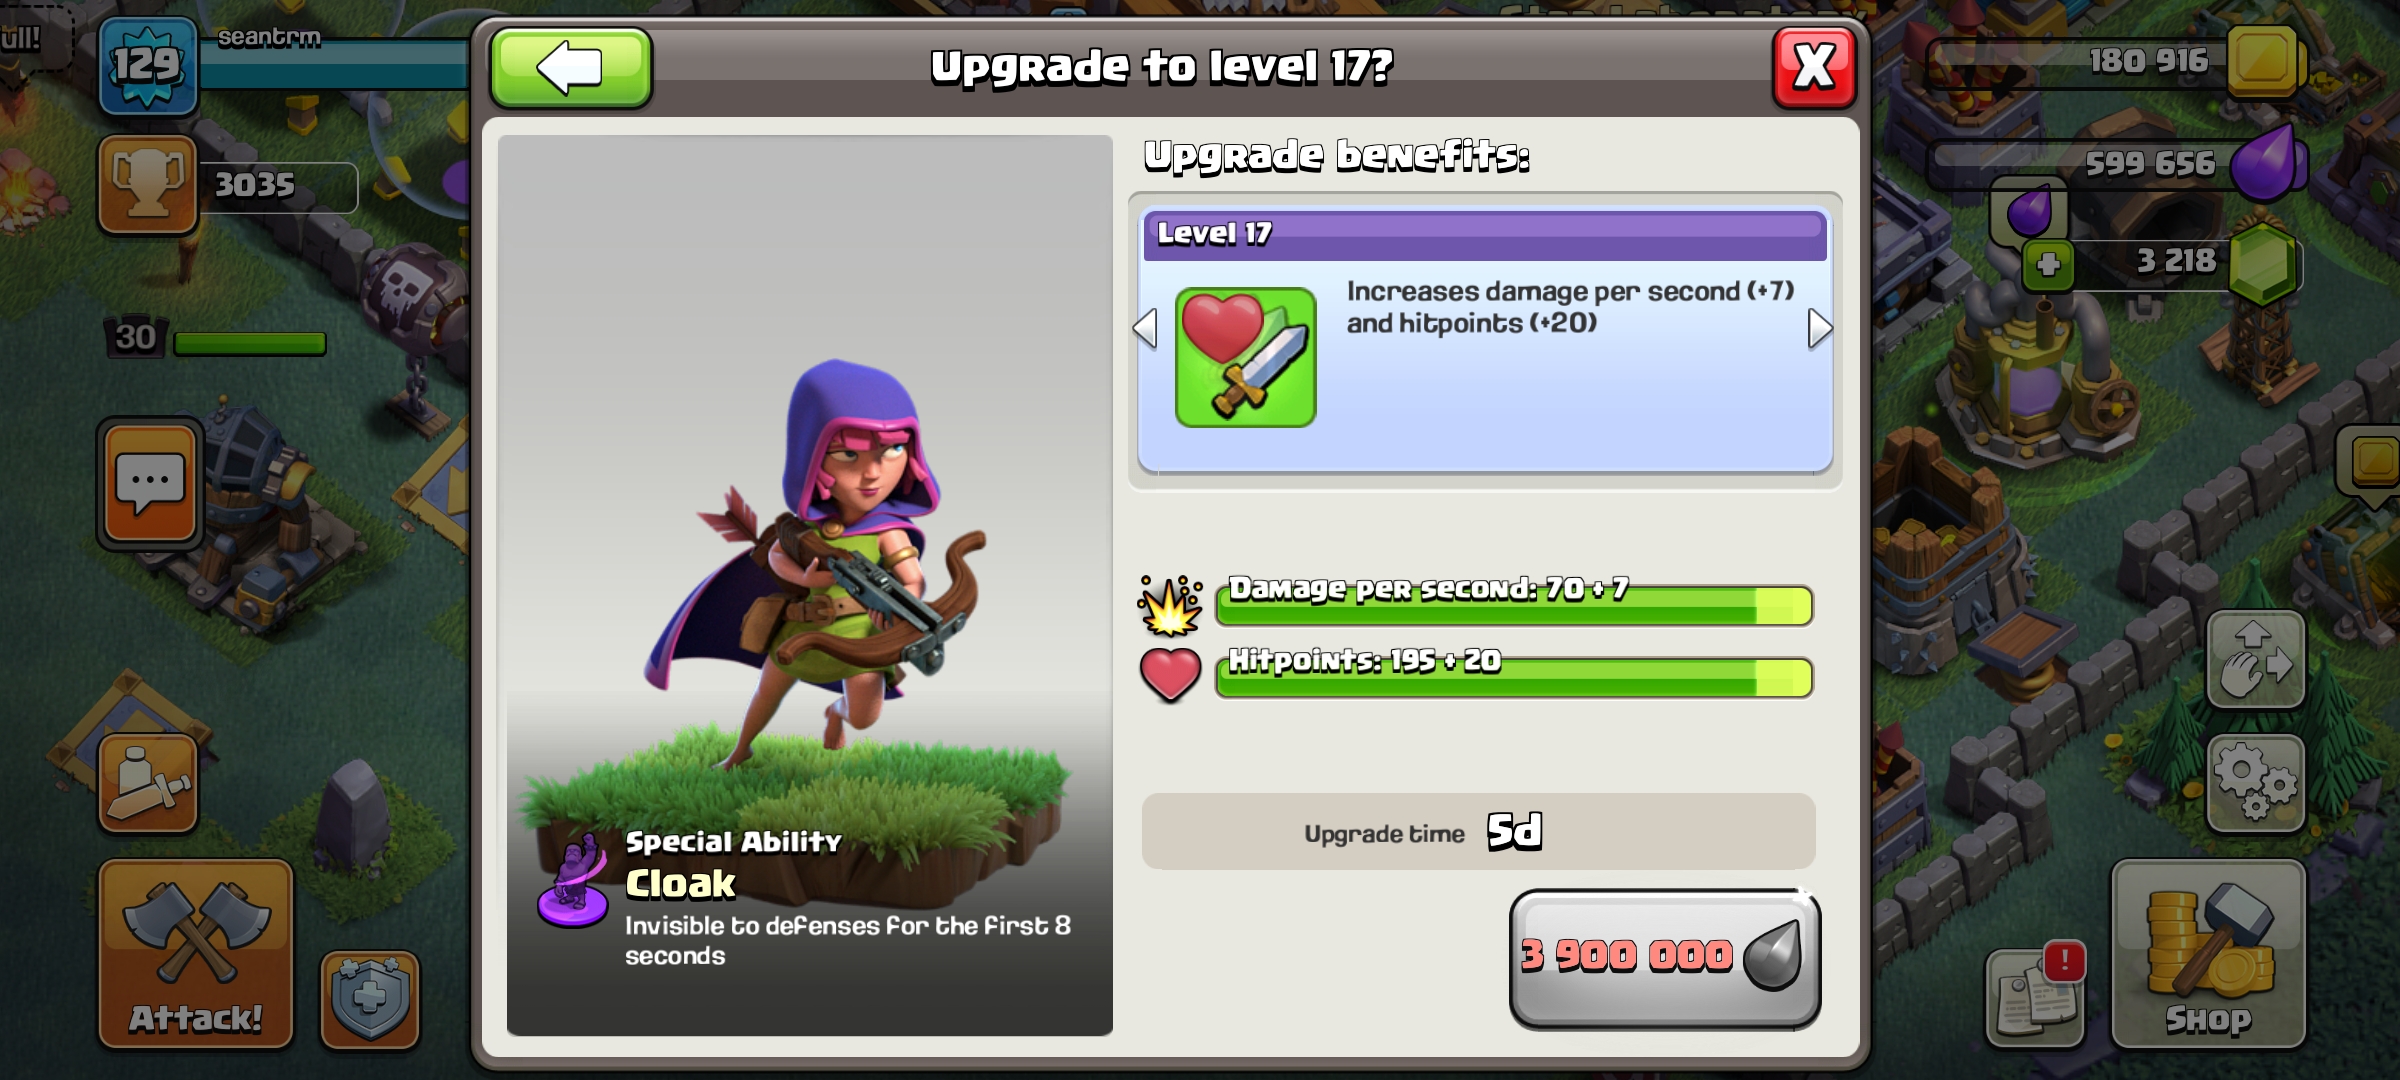 ull!
129
seantrm
Upgrade to level 17?
X
180 916
599 656
3035
3 218
30
Upgrade benefits:
Level 17
Increases damage per second (+7)
and hitpoints (+20)
Damage per second: 70 + 7
Hitpoints: 195 + 20
Upgrade time 5d
Special Ability
Cloak
Invisible to defenses for the first 8
seconds
3 900 000
Attack!
!
Shop